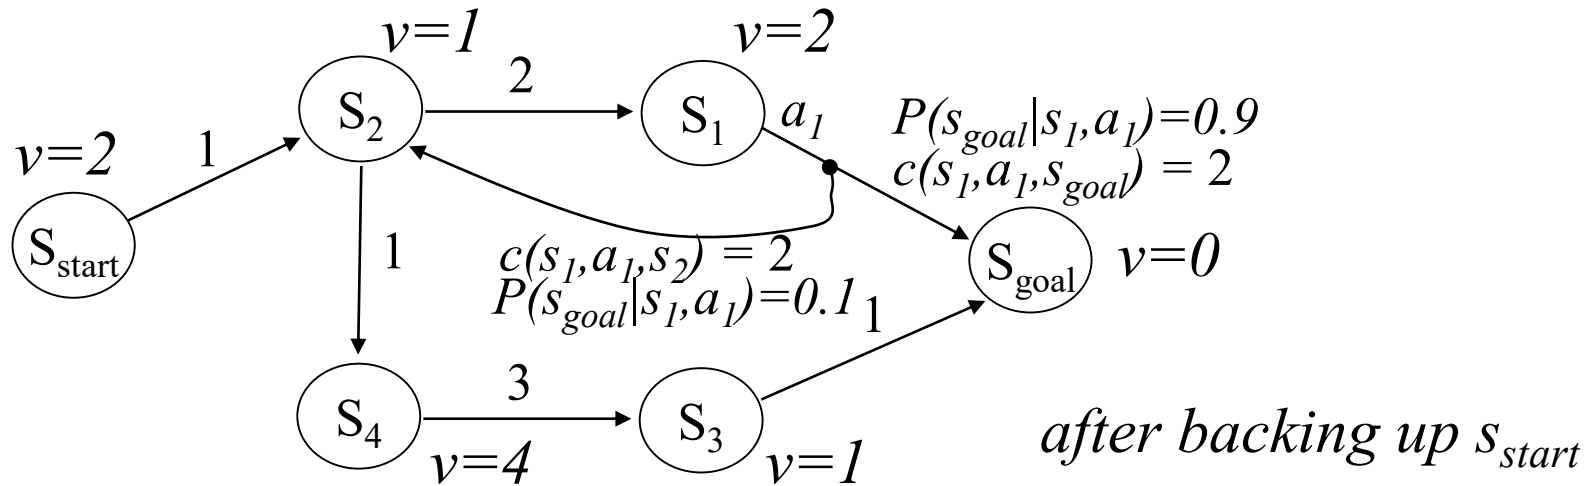 v=1
v=2
2
S2
S1
a1
P(sgoal|s1,a1)=0.9
c(s1,a1,sgoal) = 2
v=2
1
Sstart
1
c(s1,a1,s2) = 2
P(sgoal|s1,a1)=0.1
1
Sgoal
v=0
3
S4
S3
v=4
v=1
after backing up sstart